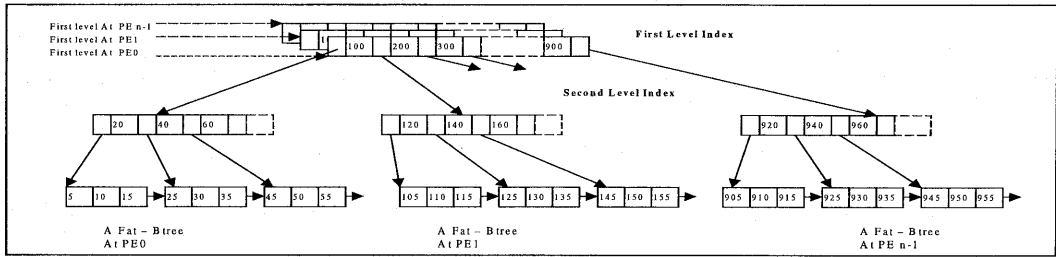 First level At PE n-1
First level At PE1
First level At PE0
1
100 200 300 900
First Level Index
Second Level Index
20 40 60
120 140 160
920 940 960
5 10 15 25 30 35 45 50 55
105 110 115 125 130 135 145 150 155
905 910 915 925 930 935 945 950 955
A Fat – Btree
At PE0
A Fat – Btree
At PE1
A Fat – Btree
At PE n-1